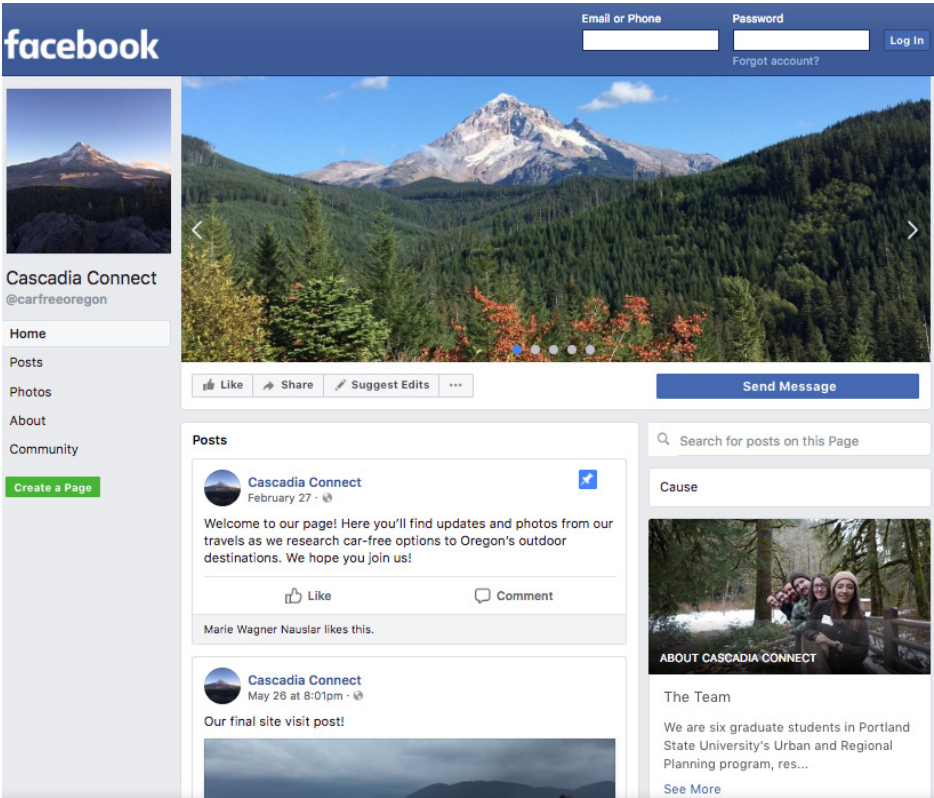 Email or Phone
Password
facebook
Log In
Forgot account?
Cascadia Connect
@carfreeoregon
Home
Posts
Photos
About
Community
Create a Page
Like
Share
Suggest Edits
Send Message
Posts
Cascadia Connect
February 27 ·
Welcome to our page! Here you'll find updates and photos from our
travels as we research car-free options to Oregon's outdoor
destinations. We hope you join us!
Like
Comment
Marie Wagner Nauslar likes this.
Cascadia Connect
May 26 at 8:01pm ·
Our final site visit post!
Search for posts on this Page
Cause
ABOUT CASCADIA CONNECT
The Team
We are six graduate students in Portland
State University's Urban and Regional
Planning program, res...
See More